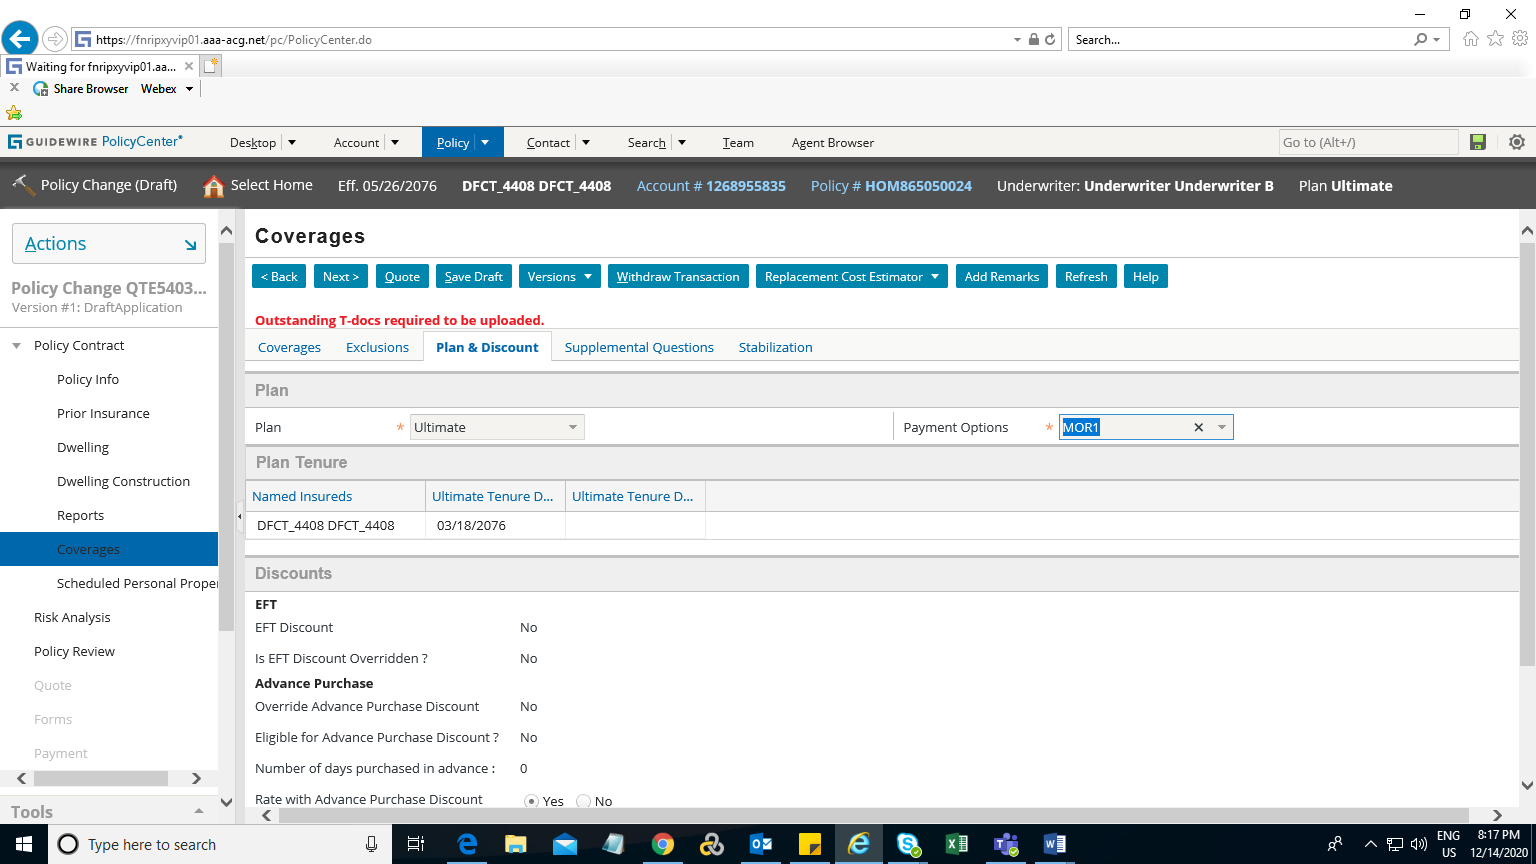 https://fnripxyvip01.aaa-acg.net/pc/PolicyCenter.do
Search...
Waiting for fnripxyvip01.aa...
x Share Browser Webex
GUIDEWIRE PolicyCenter® Desktop Account Policy Contact Search Team Agent Browser Go to (Alt+/)
Policy Change (Draft) Select Home Eff. 05/26/2076 DFCT_4408 DFCT_4408 Account # 1268955835 Policy # HOM865050024 Underwriter: Underwriter Underwriter B Plan Ultimate
Actions
Policy Change QTE5403...
Version #1: DraftApplication
Policy Contract
Policy Info
Prior Insurance
Dwelling
Dwelling Construction
Reports
Coverages
Scheduled Personal Proper
Risk Analysis
Policy Review
Quote
Forms
Payment
Tools
Coverages
< Back Next > Quote Save Draft Versions Withdraw Transaction Replacement Cost Estimator Add Remarks Refresh Help
Outstanding T-docs required to be uploaded.
Coverages Exclusions Plan & Discount Supplemental Questions Stabilization
Plan
Plan * Ultimate Payment Options * MOR1
Plan Tenure
Named Insureds Ultimate Tenure D... Ultimate Tenure D...
DFCT_4408 DFCT_4408 03/18/2076
Discounts
EFT
EFT Discount No
Is EFT Discount Overridden ? No
Advance Purchase
Override Advance Purchase Discount No
Eligible for Advance Purchase Discount ? No
Number of days purchased in advance : 0
Rate with Advance Purchase Discount Yes No
Type here to search
ENG
US
8:17 PM
12/14/2020